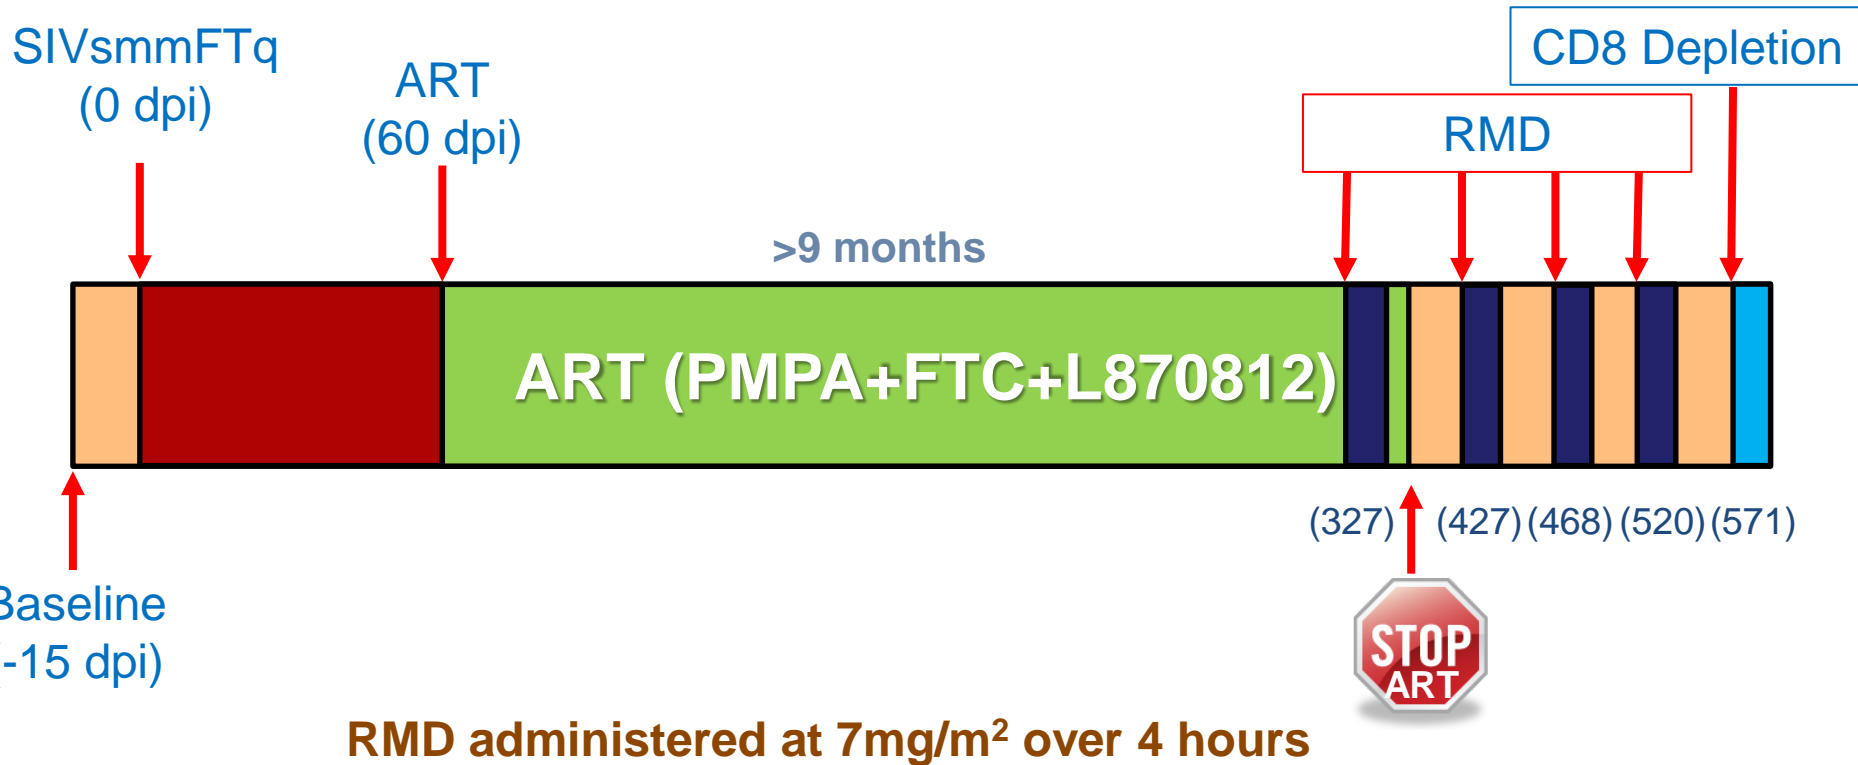 SIVsmmFTq
(0 dpi)
ART
(60 dpi)
CD8 Depletion
RMD
>9 months
ART (PMPA+FTC+L870812)
(327)
(427)
(468)
(520)
(571)
Baseline
(-15 dpi)
STOP
ART
RMD administered at 7mg/m² over 4 hours